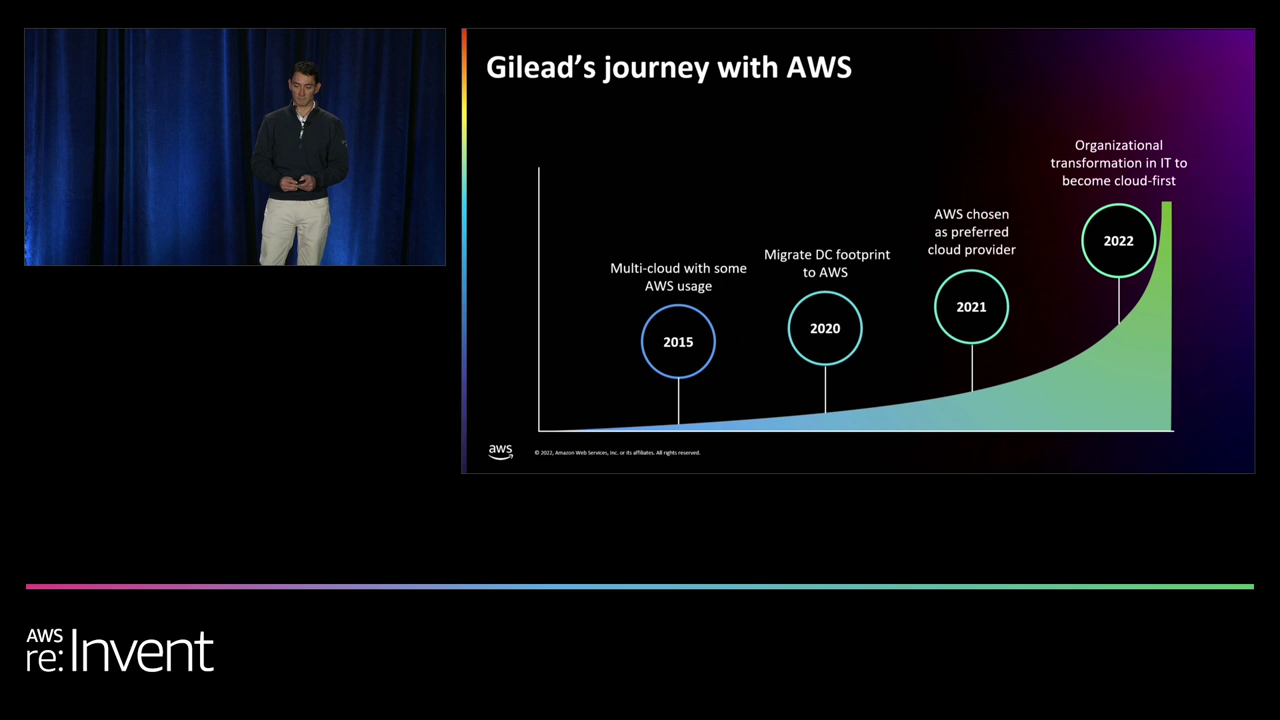 Gilead's journey with AWS
Organizational
transformation in IT to
become cloud-first
2022
AWS chosen
as preferred
cloud provider
2021
Migrate DC footprint
to AWS
2020
Multi-cloud with some
AWS usage
2015
aws
© 2022, Amazon Web Services, Inc. or its affiliates. All rights reserved.
AWS
re:Invent